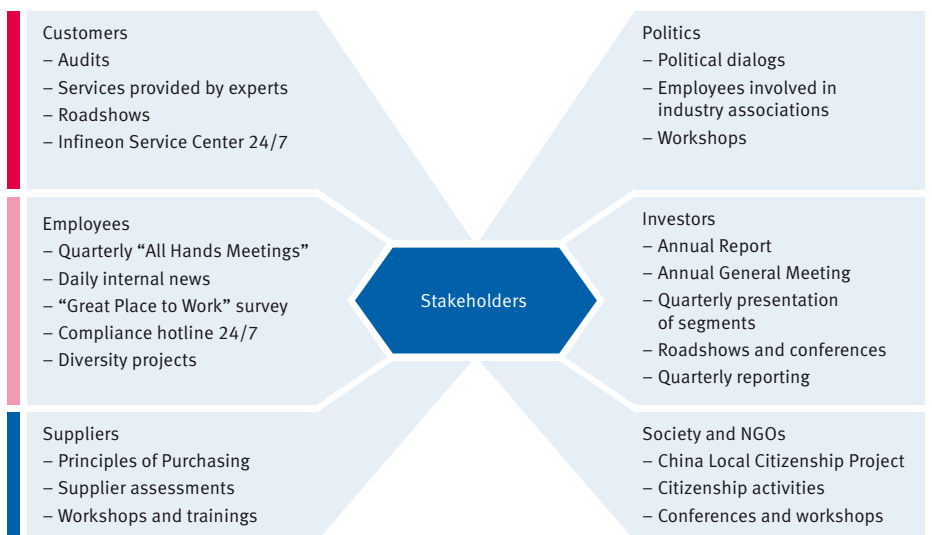 Customers
– Audits
– Services provided by experts
– Roadshows
– Infineon Service Center 24/7
Employees
– Quarterly “All Hands Meetings”
– Daily internal news
– “Great Place to Work” survey
– Compliance hotline 24/7
– Diversity projects
Suppliers
– Principles of Purchasing
– Supplier assessments
– Workshops and trainings
Stakeholders
Politics
– Political dialogs
– Employees involved in
industry associations
– Workshops
Investors
– Annual Report
– Annual General Meeting
– Quarterly presentation
of segments
– Roadshows and conferences
– Quarterly reporting
Society and NGOs
– China Local Citizenship Project
– Citizenship activities
– Conferences and workshops